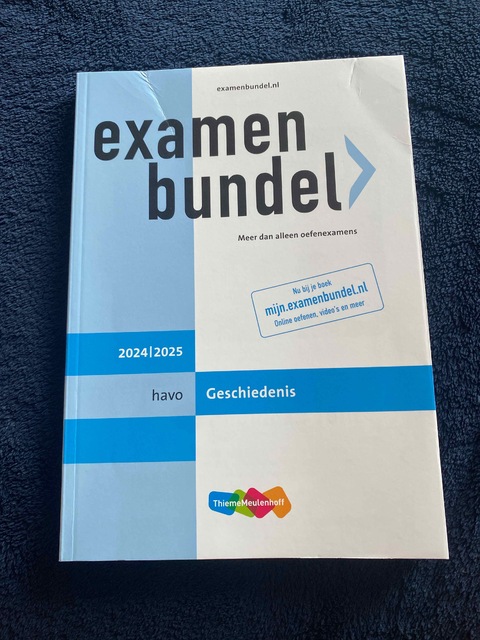 examenbundel.nl
examen
bundel
Meer dan alleen oefenexamens
Nu bij je boek
mijn.examenbundel.nl
Online oefenen, video's en meer
2024|2025
havo Geschiedenis
ThiemeMeulenhoff